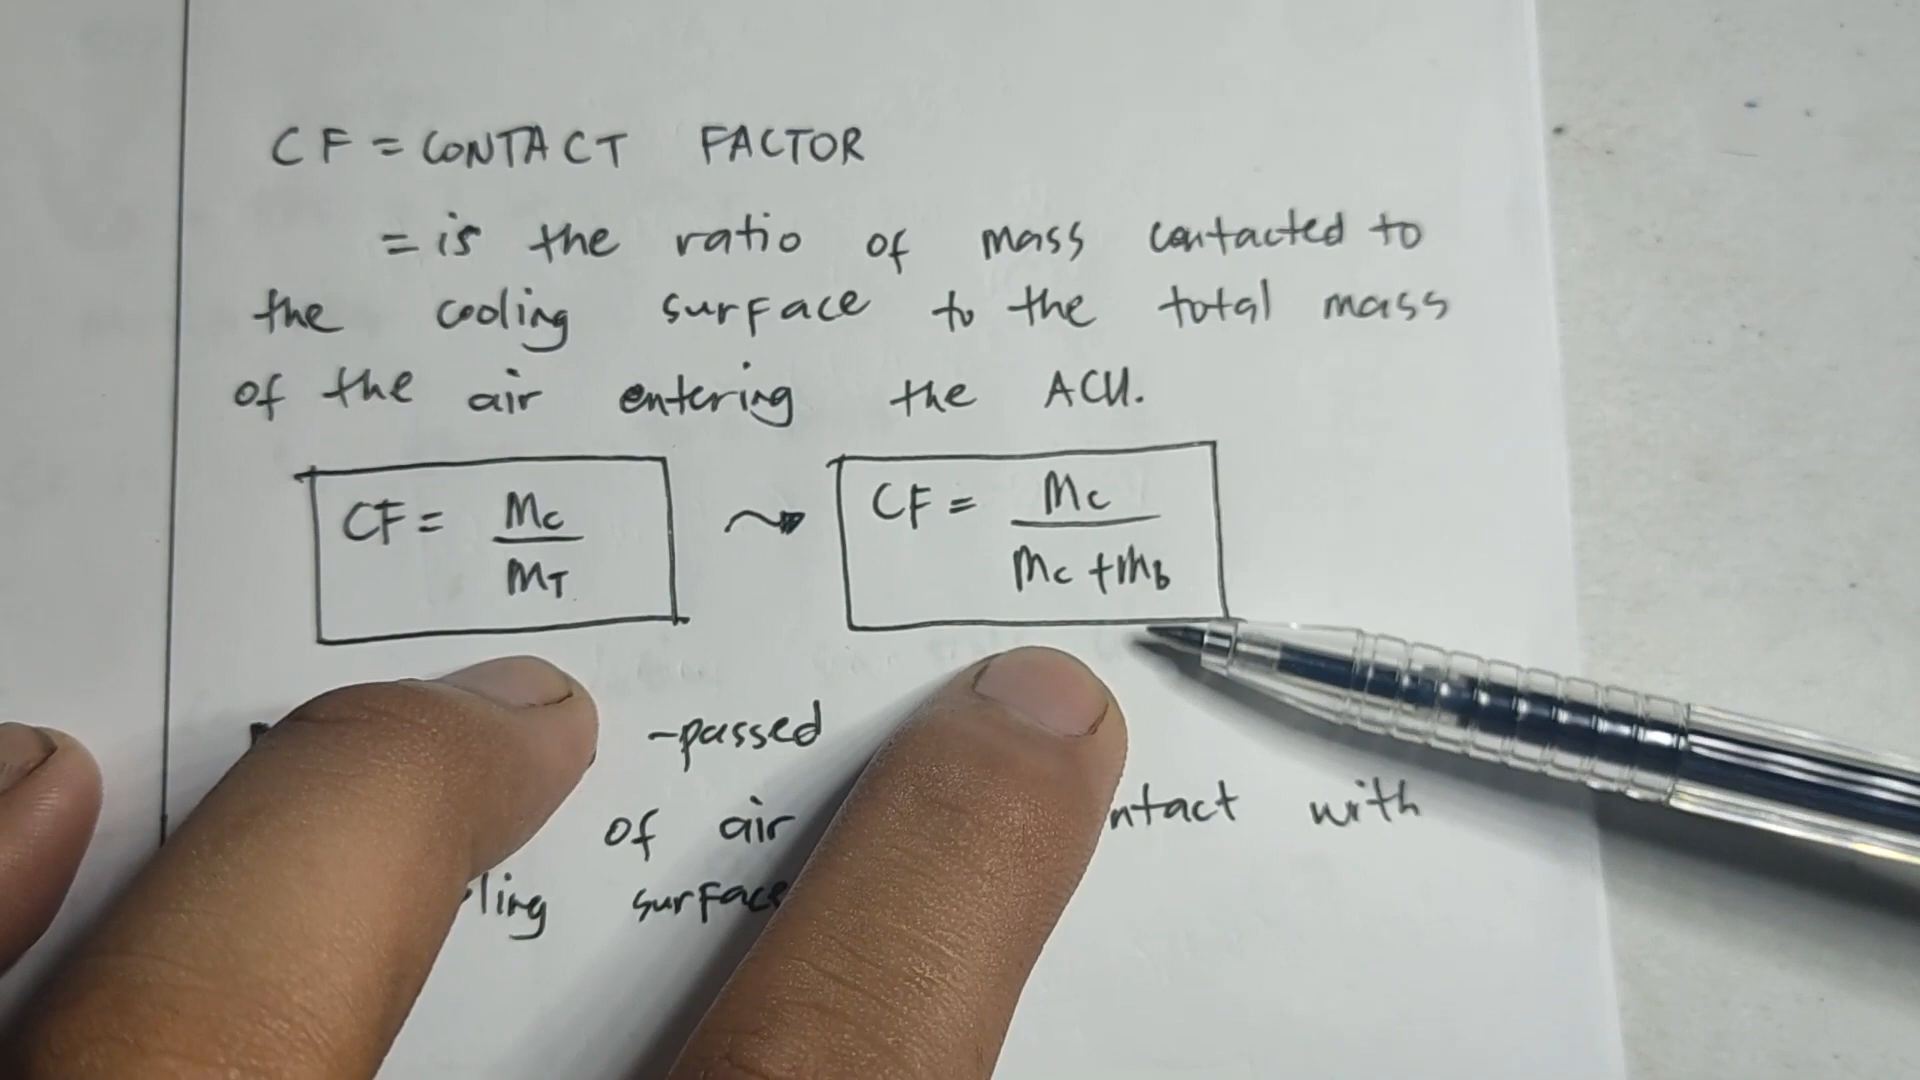 CF = CONTACT FACTOR
= is the ratio of mass contacted to
the cooling surface to the total mass
of the air entering the ACU.
CF = Mc / MT ⇝ CF = Mc / Mc + Mb
-passed
of air ntact with
ling surface